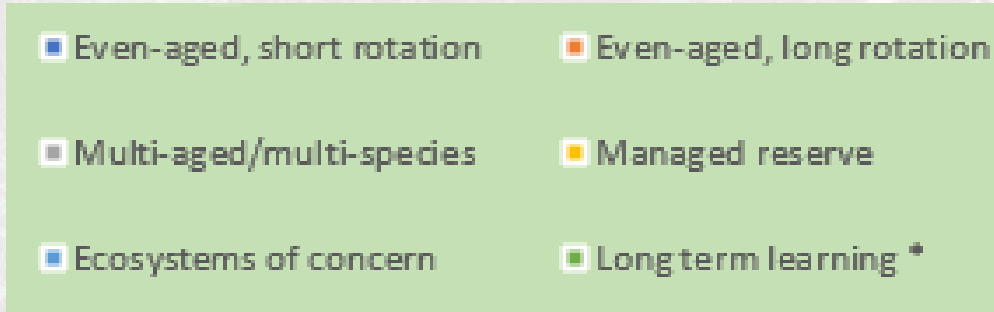 Even-aged, short rotation
Even-aged, long rotation
Multi-aged/multi-species
Managed reserve
Ecosystems of concern
Long term learning *